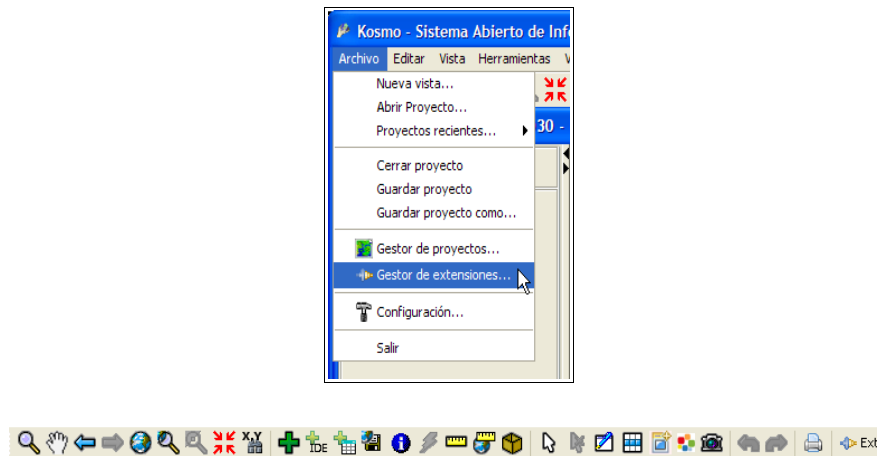 Kosmo - Sistema Abierto de Inf
Archivo Editar Vista Herramientas V
Nueva vista...
Abrir Proyecto...
Proyectos recientes...
30 -
Cerrar proyecto
Guardar proyecto
Guardar proyecto como...
Gestor de proyectos...
Gestor de extensiones...
Configuración...
Salir
X,Y
IDE
Ext